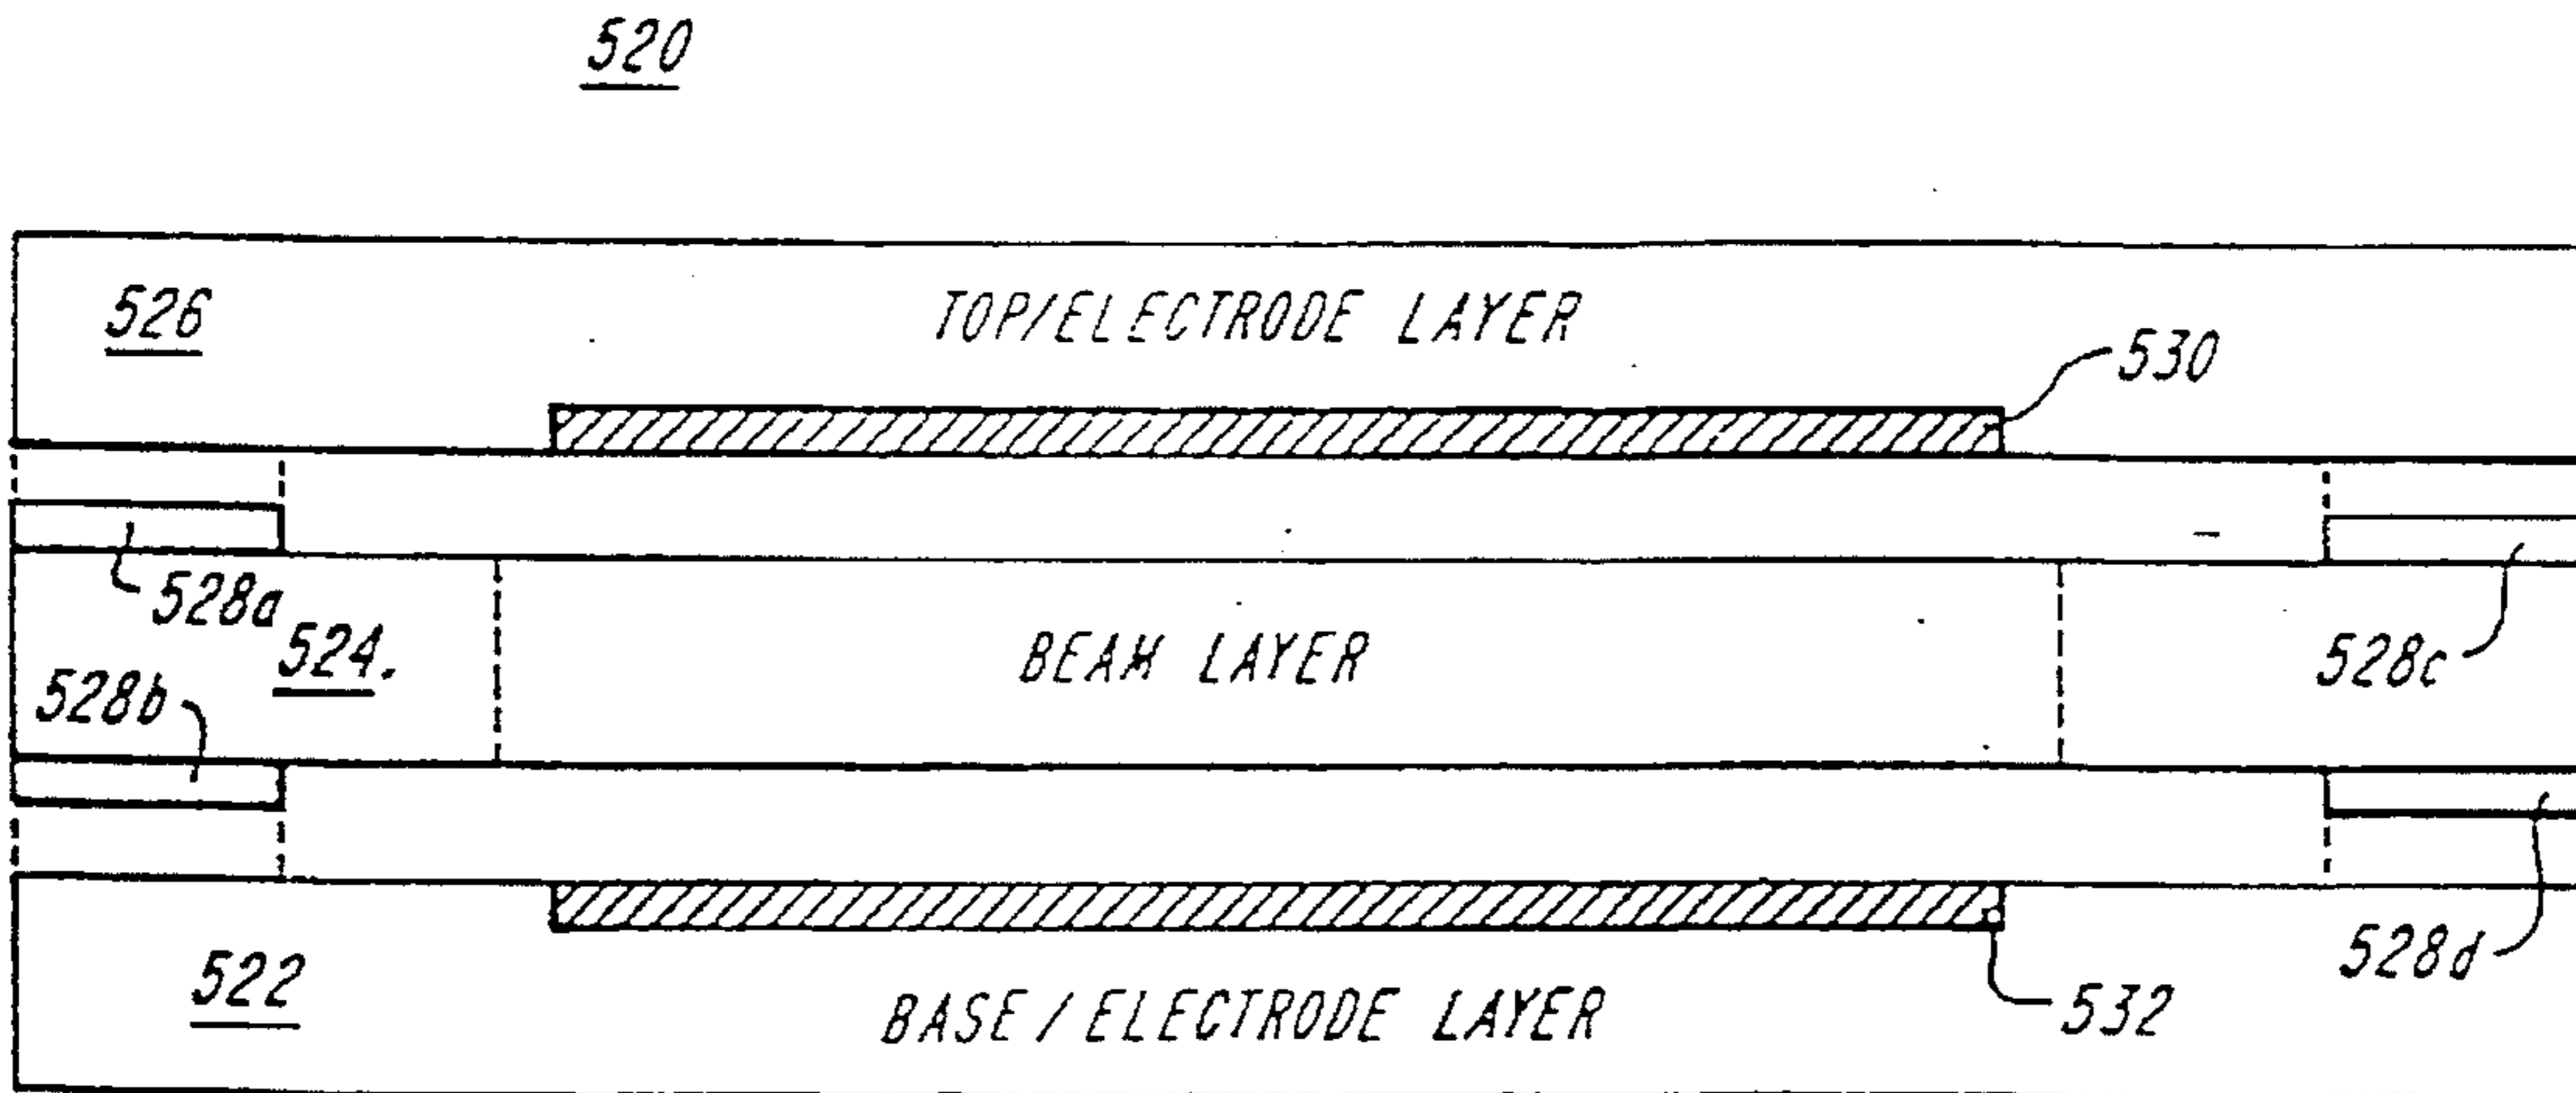 520
526
TOP/ELECTRODE LAYER
530
528a
524.
BEAM LAYER
528c
528b
522
BASE/ELECTRODE LAYER
532
528d